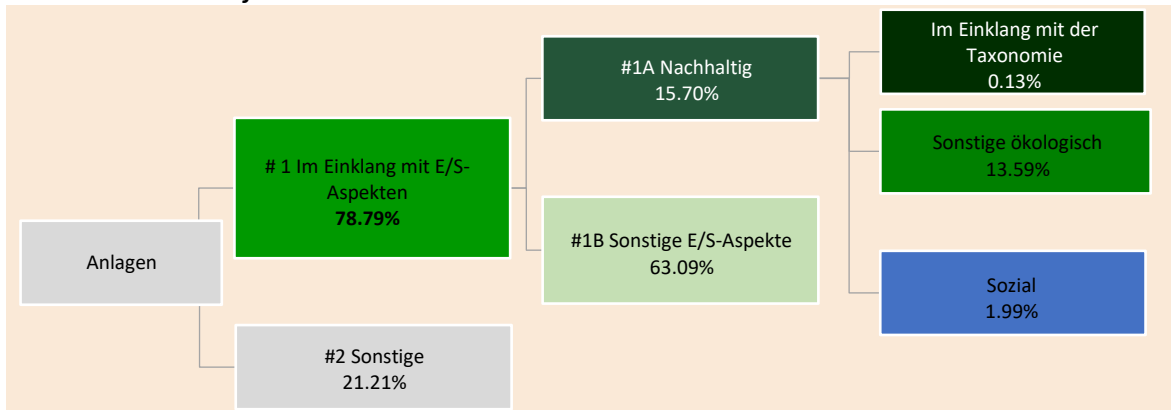 Anlagen
# 1 Im Einklang mit E/S-
Aspekten
78.79%
#2 Sonstige
21.21%
#1A Nachhaltig
15.70%
#1B Sonstige E/S-Aspekte
63.09%
Im Einklang mit der
Taxonomie
0.13%
Sonstige ökologisch
13.59%
Sozial
1.99%